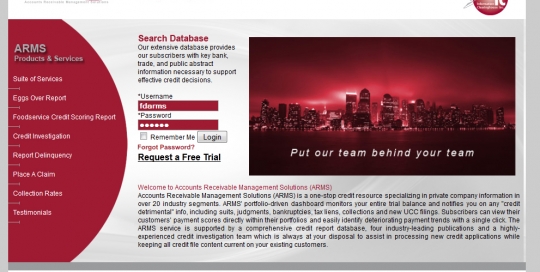 Accounts Receivable Management Solutions
ARMS
Products & Services
Suite of Services
Eggs Over Report
Foodservice Credit Scoring Report
Credit Investigation
Report Delinquency
Place A Claim
Collection Rates
Testimonials
Search Database
Our extensive database provides
our subscribers with key bank,
trade, and public abstract
information necessary to support
effective credit decisions.
*Username
fdarms
*Password
••••••
Remember Me Login
Forgot Password?
Request a Free Trial
Put our team behind your team
Welcome to Accounts Receivable Management Solutions (ARMS)
Accounts Receivable Management Solutions (ARMS) is a one-stop credit resource specializing in private company information in
over 20 industry segments. ARMS' portfolio-driven dashboard monitors your entire trial balance and notifies you on any "credit
detrimental" info, including suits, judgments, bankruptcies, tax liens, collections and new UCC filings. Subscribers can view their
customers' payment scores directly within their portfolios and easily identify deteriorating payment trends with a single click. The
ARMS service is supported by a comprehensive credit report database, four industry-leading publications and a highly-
experienced credit investigation team which is always at your disposal to assist in processing new credit applications while
keeping all credit file content current on your existing customers.